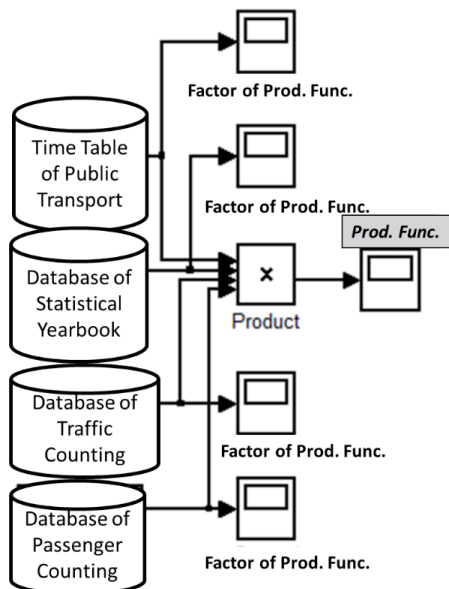 Factor of Prod. Func.
Time Table
of Public
Transport
Factor of Prod. Func.
Prod. Func.
Database of
Statistical
Yearbook
×
Product
Database of
Traffic
Counting
Factor of Prod. Func.
Database of
Passenger
Counting
Factor of Prod. Func.